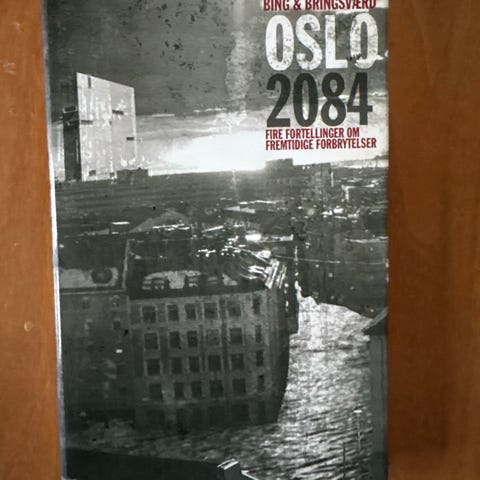 BING & BRINGSVÆRD
OSLO
2084
FIRE FORTELLINGER OM
FREMTIDIGE FORBRYTELSER